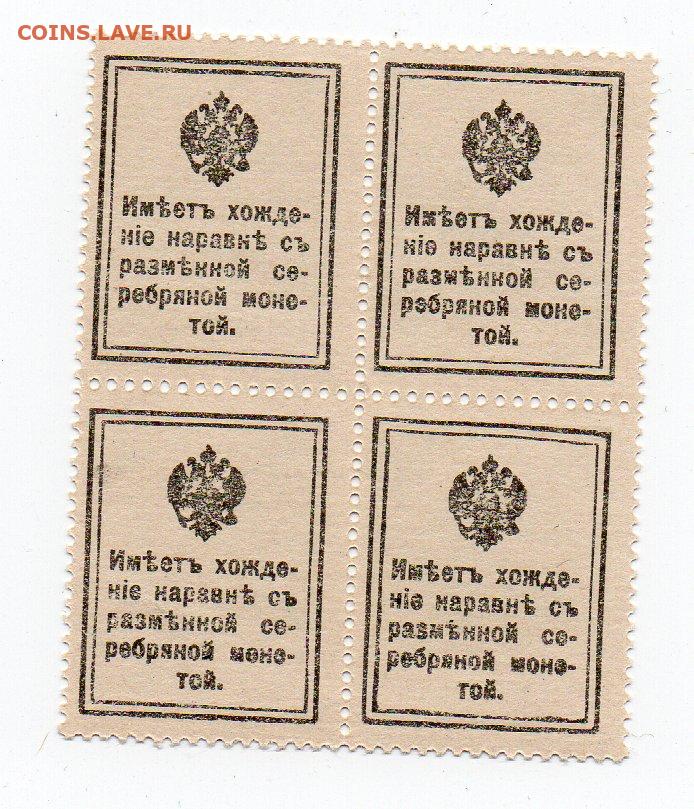 COINS.LAVE.RU
Имѣетъ хожде-
ніе наравнѣ съ
размѣнной се-
ребряной моне-
той.
Имѣетъ хожде-
ніе наравнѣ съ
размѣнной се-
ребряной моне-
той.
Имѣетъ хожде-
ніе наравнѣ съ
размѣнной се-
ребряной моне-
той.
Имѣетъ хожде-
ніе наравнѣ съ
размѣнной се-
ребряной моне-
той.